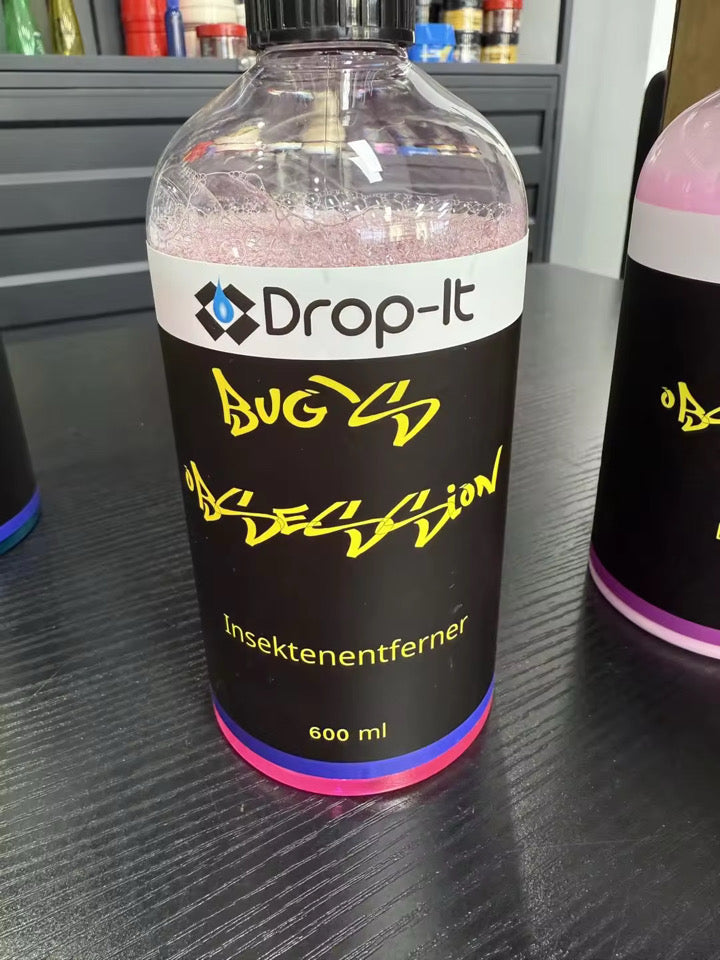 Drop-It
BUG`S
OBSESSION
Insektenentferner
600 ml